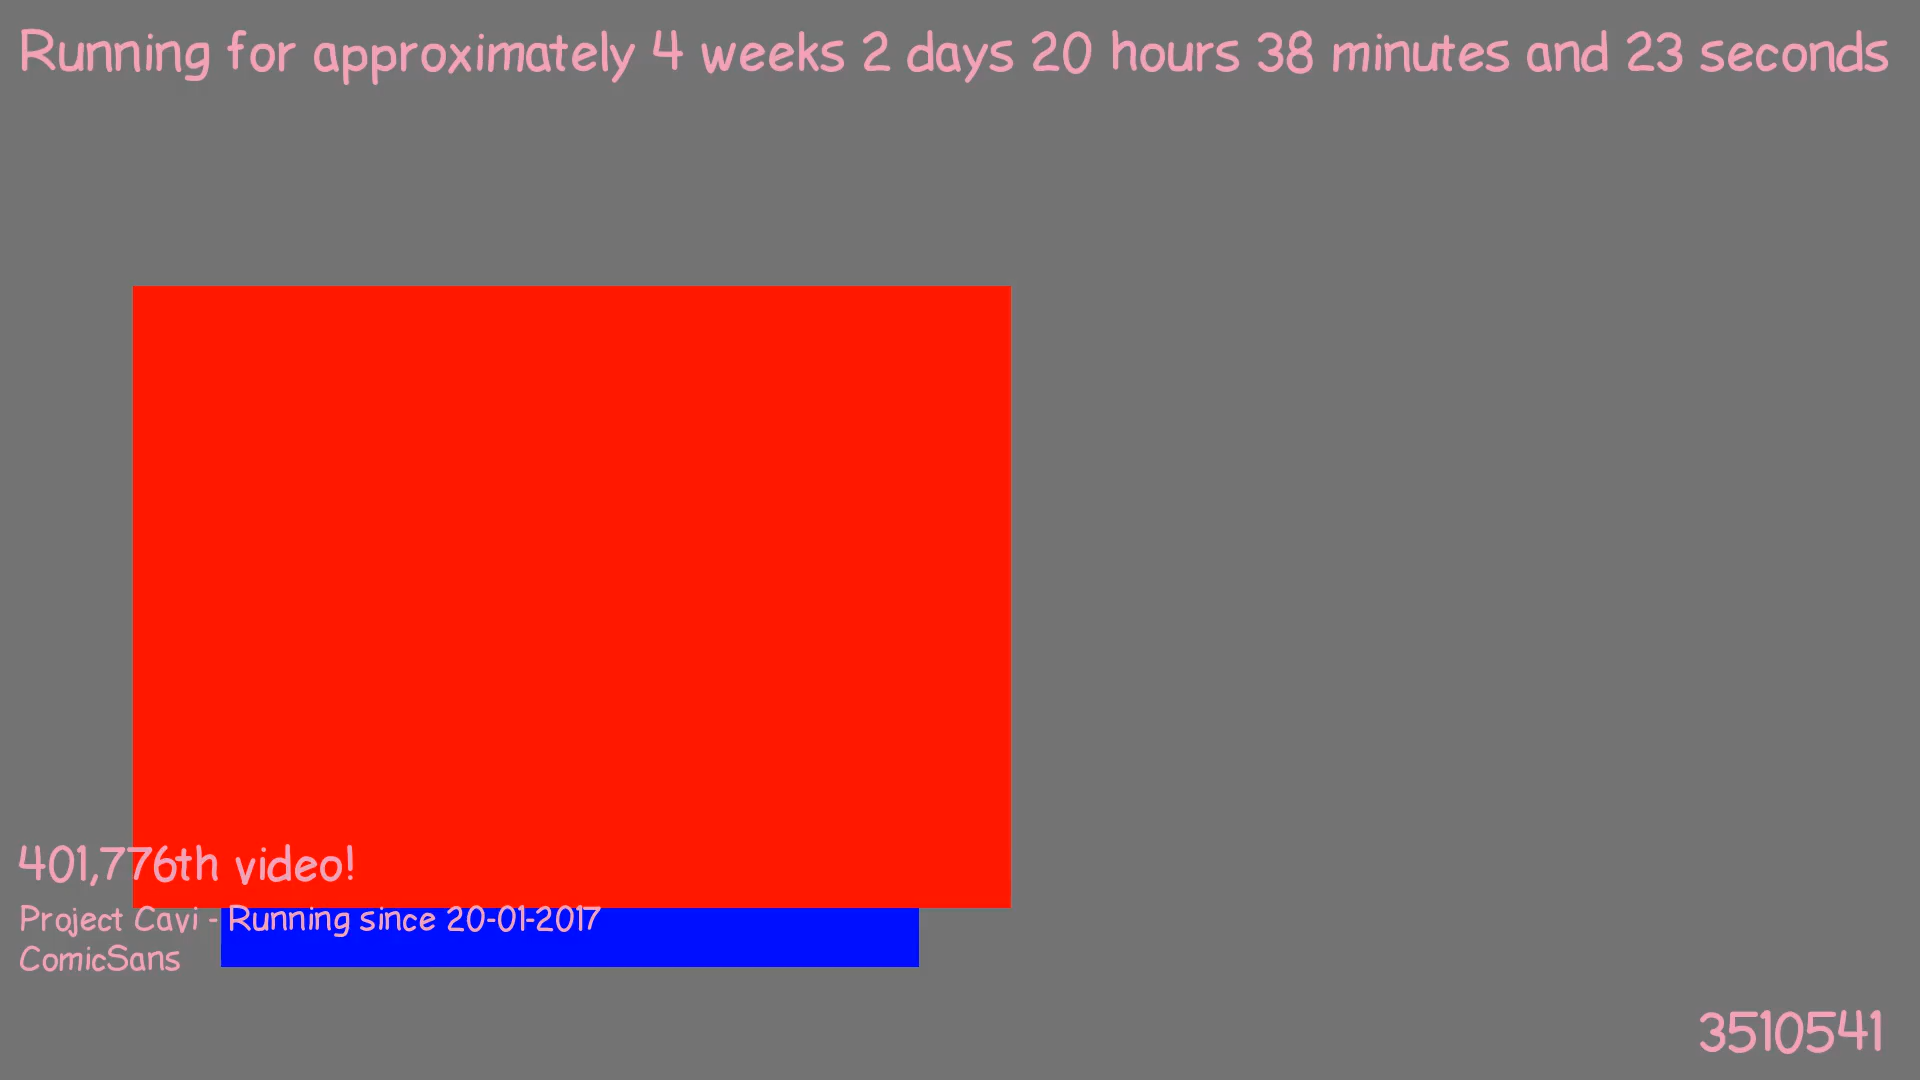 Running for approximately 4 weeks 2 days 20 hours 38 minutes and 23 seconds
401,776th video!
Project Cavi - Running since 20-01-2017
ComicSans
3510541